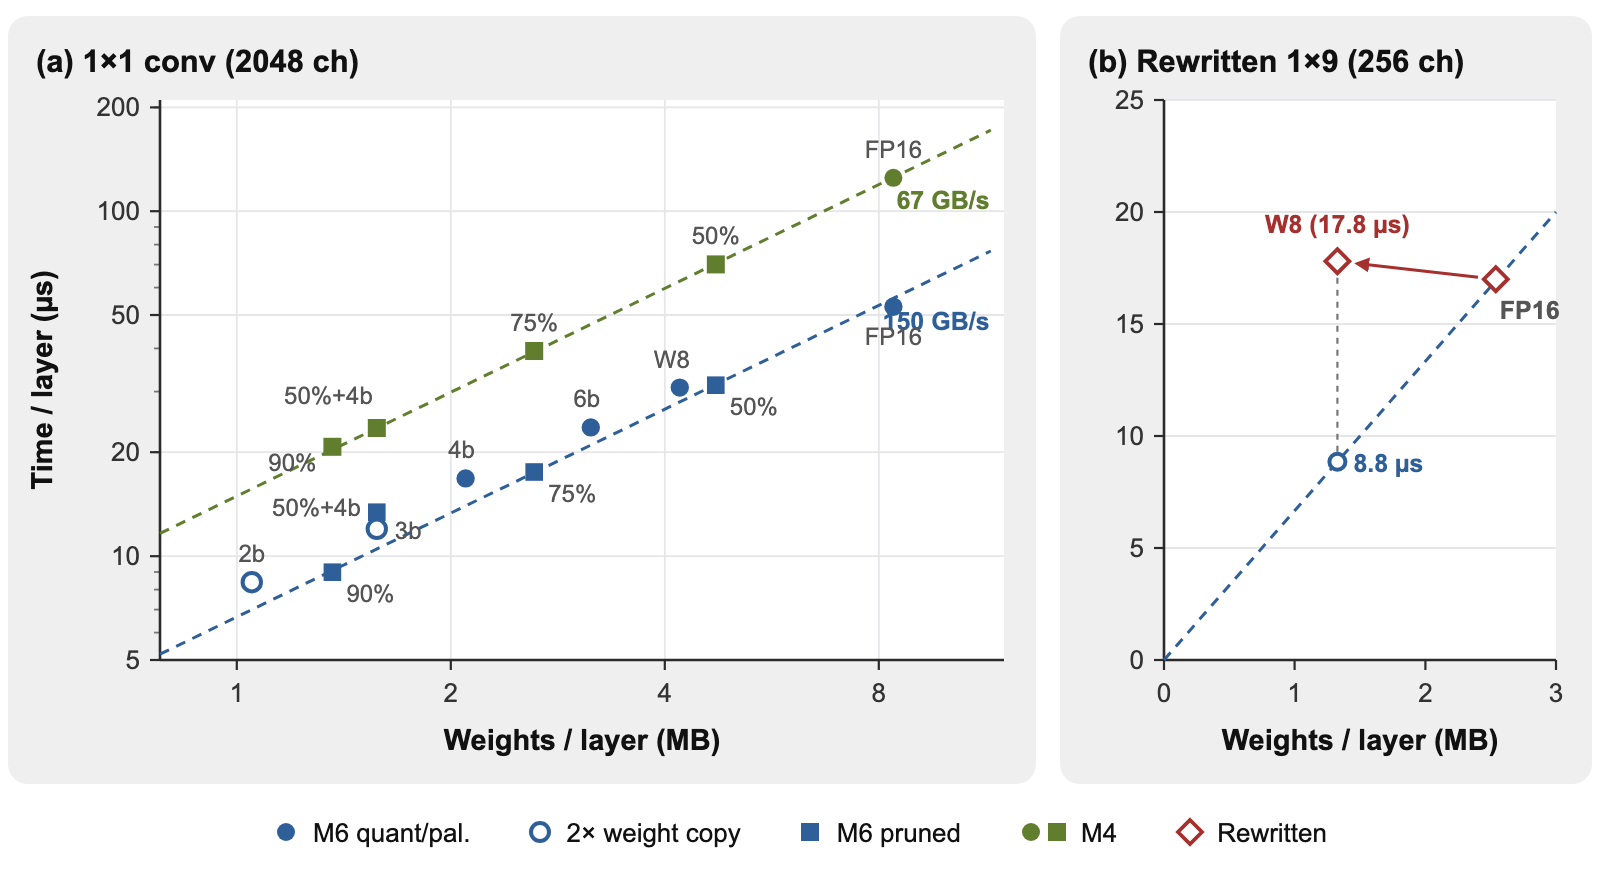 (a) 1×1 conv (2048 ch)
Time / layer (µs)
200
100
50
20
10
5
FP16
67 GB/s
50%
75%
50%+4b
90%
150 GB/s
FP16
W8
50%
6b
4b
75%
50%+4b
3b
2b
90%
1
2
4
8
Weights / layer (MB)
(b) Rewritten 1×9 (256 ch)
25
20
15
10
5
0
W8 (17.8 µs)
FP16
8.8 µs
0
1
2
3
Weights / layer (MB)
M6 quant/pal.
2× weight copy
M6 pruned
M4
Rewritten